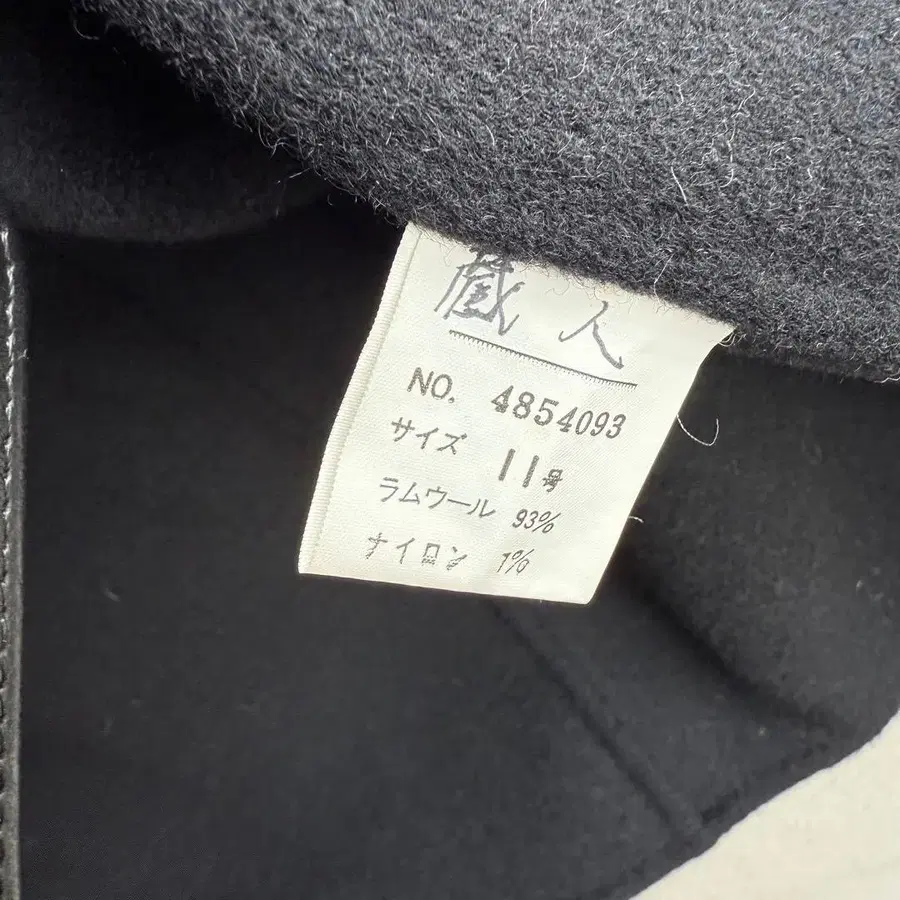 蔵人
NO. 4854093
サイズ 11号
ラムウール 93%
ナイロン 7%